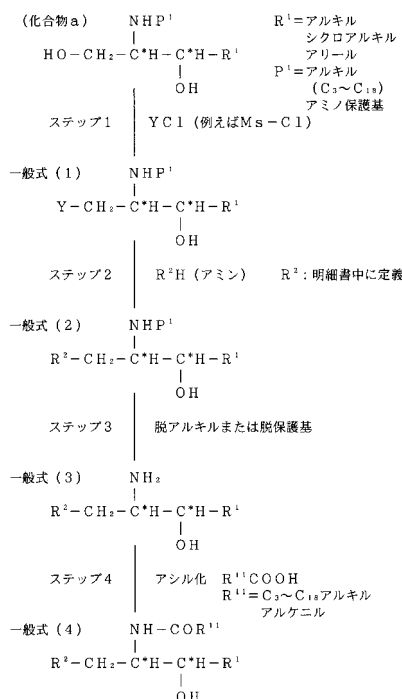 (化合物a) NHP¹ R¹=アルキル
シクロアルキル
HO-CH₂-C*H-C*H-R¹ アリール
P¹=アルキル
OH (C₃~C₁₈)
アミノ保護基
ステップ1 YCl (例えばMs-Cl)
一般式(1) NHP¹
Y-CH₂-C*H-C*H-R¹
OH
ステップ2 R²H (アミン) R²:明細書中に定義
一般式(2) NHP¹
R²-CH₂-C*H-C*H-R¹
OH
ステップ3 脱アルキルまたは脱保護基
一般式(3) NH₂
R²-CH₂-C*H-C*H-R¹
OH
ステップ4 アシル化 R¹¹COOH
R¹¹=C₃~C₁₈アルキル
アルケニル
一般式(4) NH-COR¹¹
R²-CH₂-C*H-C*H-R¹
OH